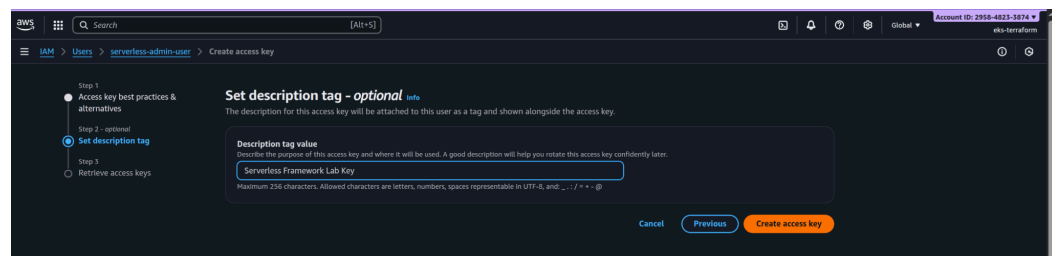 aws
Search
[Alt+S]
Global
Account ID: 2958-4823-3874
eks-terraform
IAM > Users > serverless-admin-user > Create access key
Step 1
Access key best practices &
alternatives
Step 2 - optional
Set description tag
Step 3
Retrieve access keys
Set description tag - optional Info
The description for this access key will be attached to this user as a tag and shown alongside the access key.
Description tag value
Describe the purpose of this access key and where it will be used. A good description will help you rotate this access key confidently later.
Serverless Framework Lab Key
Maximum 256 characters. Allowed characters are letters, numbers, spaces representable in UTF-8, and: _ . : / = + - @
Cancel
Previous
Create access key